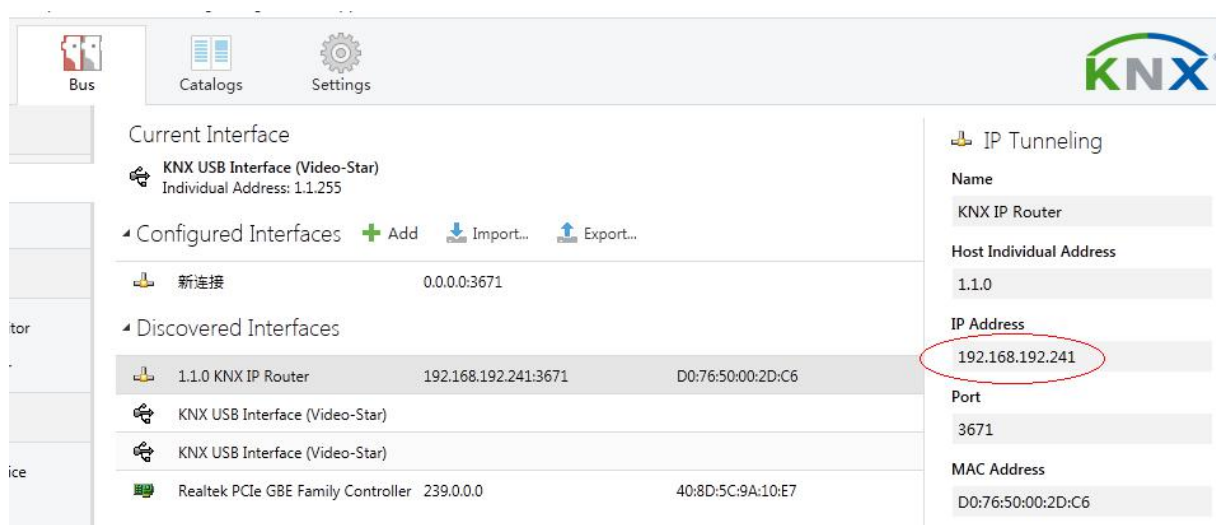 Bus
Catalogs
Settings
KNX
Current Interface
KNX USB Interface (Video-Star)
Individual Address: 1.1.255
Configured Interfaces Add Import... Export...
新连接 0.0.0.0:3671
Discovered Interfaces
1.1.0 KNX IP Router 192.168.192.241:3671 D0:76:50:00:2D:C6
KNX USB Interface (Video-Star)
KNX USB Interface (Video-Star)
Realtek PCIe GBE Family Controller 239.0.0.0 40:8D:5C:9A:10:E7
tor
ice
IP Tunneling
Name
KNX IP Router
Host Individual Address
1.1.0
IP Address
192.168.192.241
Port
3671
MAC Address
D0:76:50:00:2D:C6